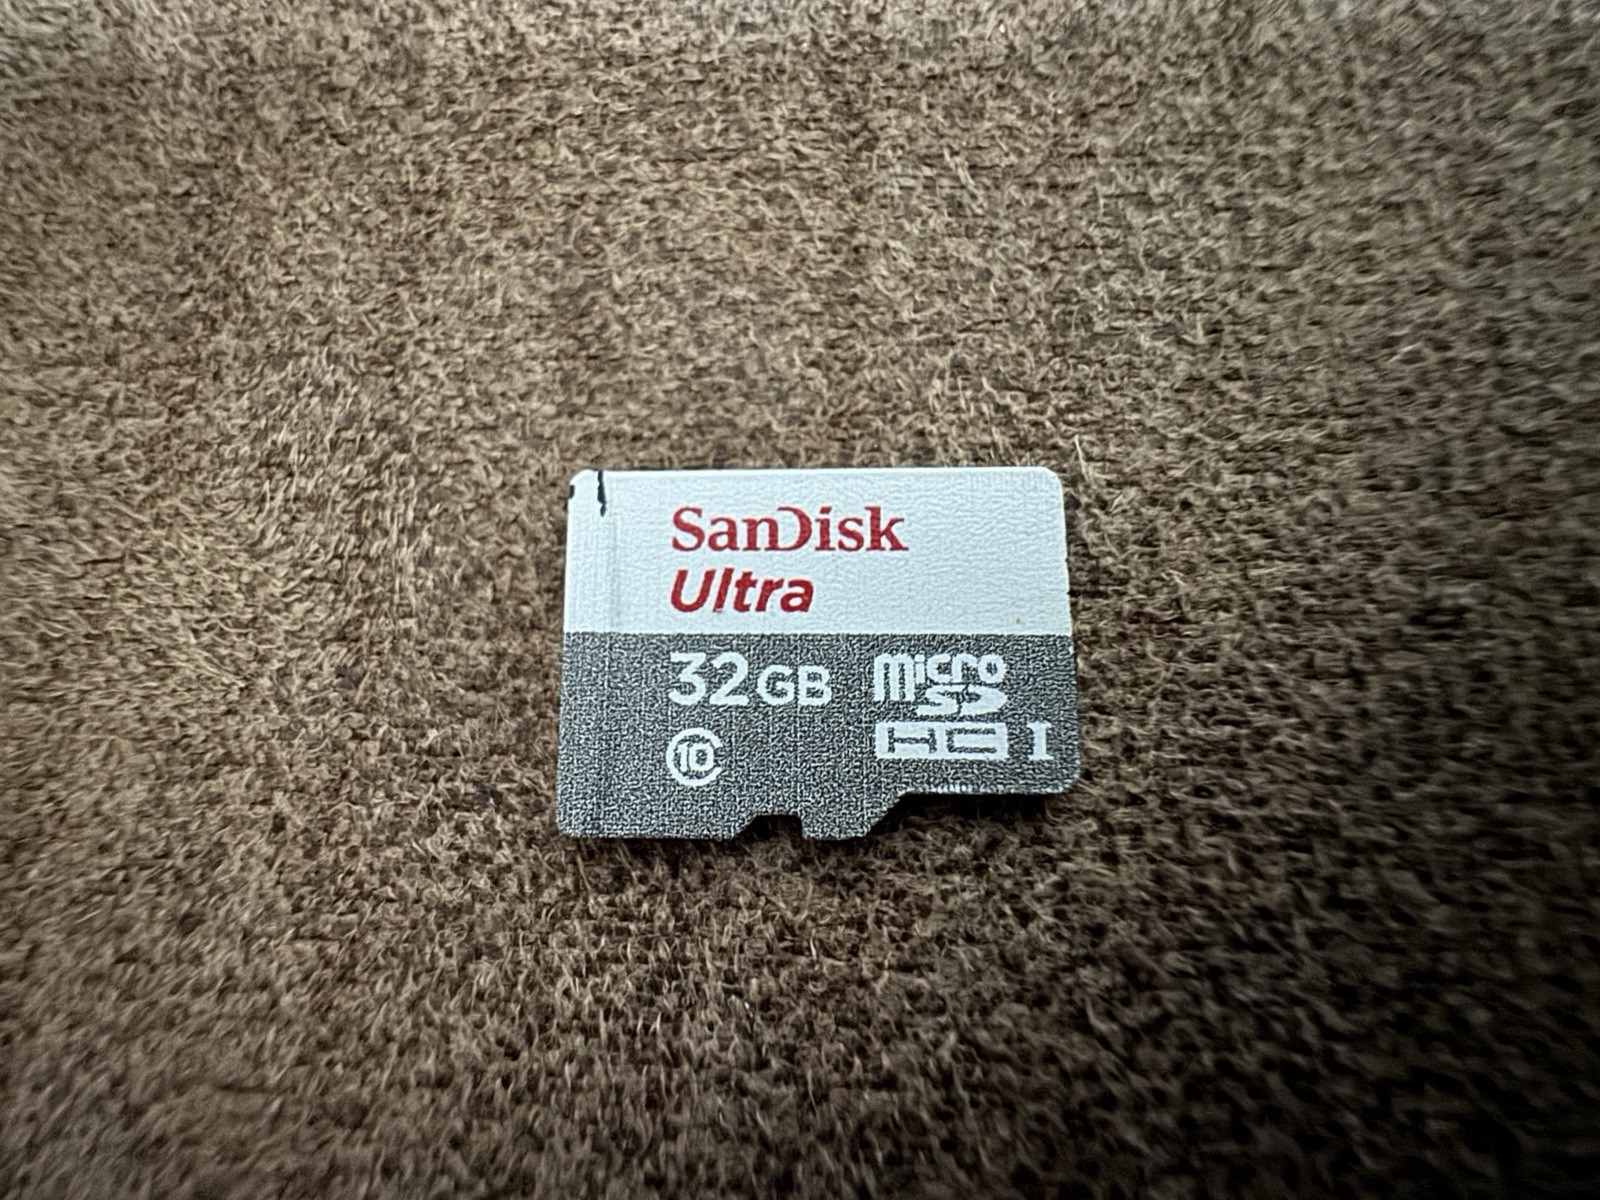 SanDisk
Ultra
32GB
micro
SD
HC I
10